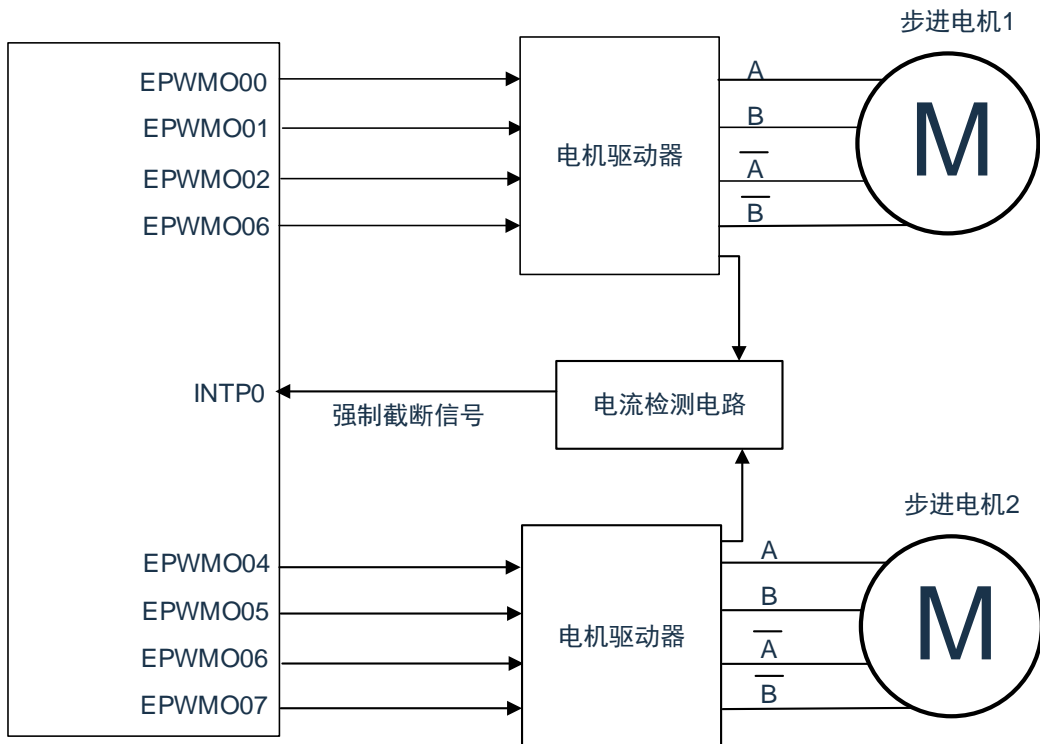 步进电机1
EPWMO00
EPWMO01
EPWMO02
EPWMO06
电机驱动器
A
B
A̅
B̅
M
INTP0
强制截断信号
电流检测电路
步进电机2
EPWMO04
EPWMO05
EPWMO06
EPWMO07
电机驱动器
A
B
A̅
B̅
M